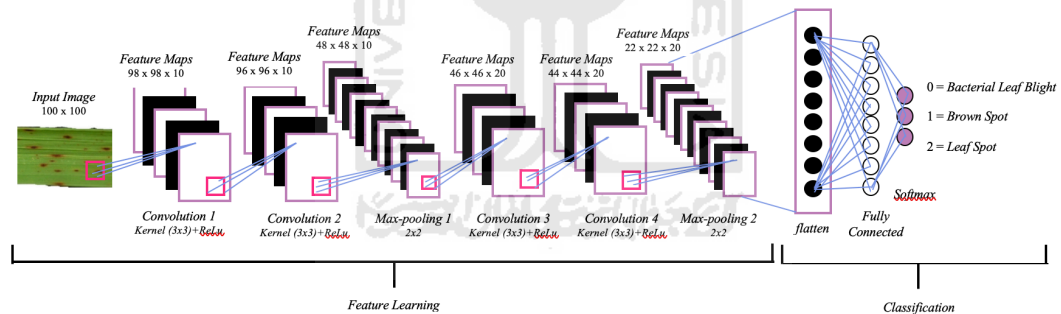 Input Image
100 x 100
Feature Maps
98 x 98 x 10
Feature Maps
96 x 96 x 10
Feature Maps
48 x 48 x 10
Feature Maps
46 x 46 x 20
Feature Maps
44 x 44 x 20
Feature Maps
22 x 22 x 20
Convolution 1
Kernel (3x3)+ReLu
Convolution 2
Kernel (3x3)+ReLu
Max-pooling 1
2x2
Convolution 3
Kernel (3x3)+ReLu
Convolution 4
Kernel (3x3)+ReLu
Max-pooling 2
2x2
flatten
Fully
Connected
Softmax
0 = Bacterial Leaf Blight
1 = Brown Spot
2 = Leaf Spot
Feature Learning
Classification